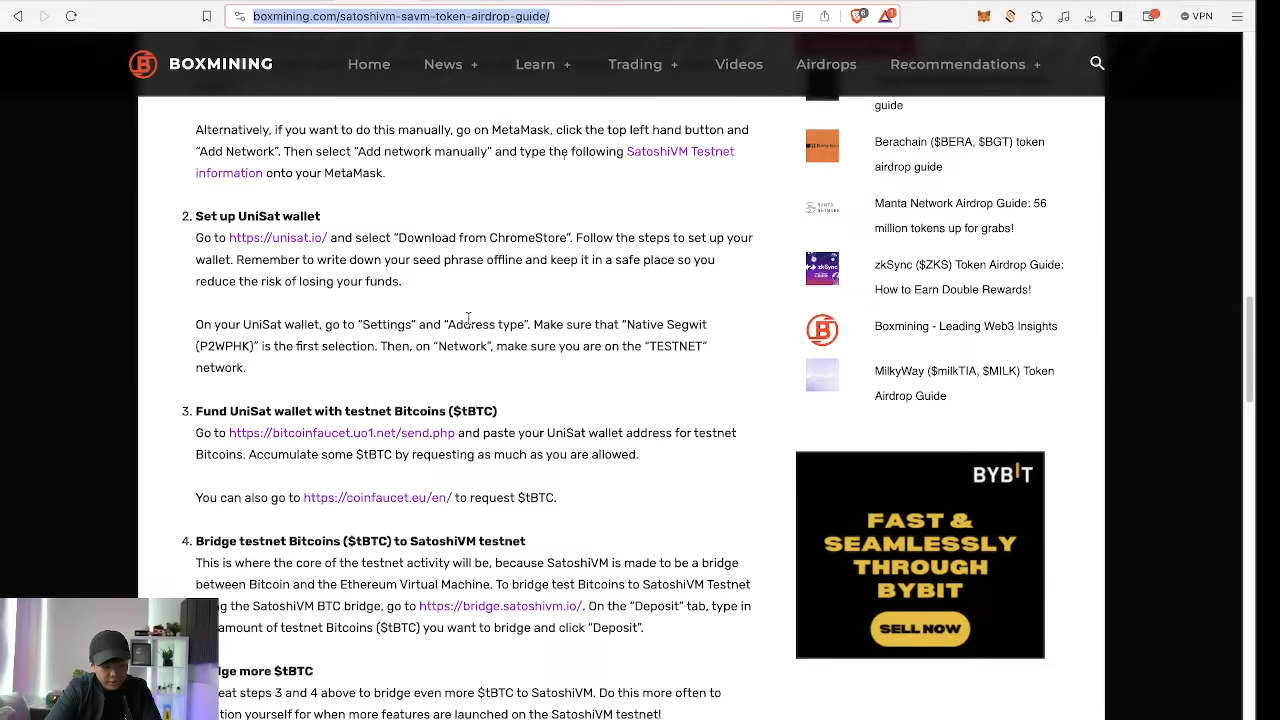 boxmining.com/satoshivm-savm-token-airdrop-guide/
6
1
VPN
BOXMINING
Home
News +
Learn +
Trading +
Videos
Airdrops
Recommendations +
Alternatively, if you want to do this manually, go on MetaMask, click the top left hand button and
"Add Network". Then select "Add network manually" and type the following SatoshiVM Testnet
information onto your MetaMask.
2. Set up UniSat wallet
Go to https://unisat.io/ and select "Download from ChromeStore". Follow the steps to set up your
wallet. Remember to write down your seed phrase offline and keep it in a safe place so you
reduce the risk of losing your funds.
On your UniSat wallet, go to "Settings" and "Address type". Make sure that "Native Segwit
(P2WPHK)" is the first selection. Then, on "Network", make sure you are on the "TESTNET"
network.
3. Fund UniSat wallet with testnet Bitcoins ($tBTC)
Go to https://bitcoinfaucet.uo1.net/send.php and paste your UniSat wallet address for testnet
Bitcoins. Accumulate some $tBTC by requesting as much as you are allowed.
You can also go to https://coinfaucet.eu/en/ to request $tBTC.
4. Bridge testnet Bitcoins ($tBTC) to SatoshiVM testnet
This is where the core of the testnet activity will be, because SatoshiVM is made to be a bridge
between Bitcoin and the Ethereum Virtual Machine. To bridge test Bitcoins to SatoshiVM Testnet
the SatoshiVM BTC bridge, go to https://bridge.satoshivm.io/. On the "Deposit" tab, type in
amount of testnet Bitcoins ($tBTC) you want to bridge and click "Deposit".
more $tBTC
steps 3 and 4 above to bridge even more $tBTC to SatoshiVM. Do this more often to
yourself for when more features are launched on the SatoshiVM testnet!
guide
Berachain ($BERA, $BGT) token
airdrop guide
MANTA
NETWORK
Manta Network Airdrop Guide: 56
million tokens up for grabs!
zkSync ($ZKS) Token Airdrop Guide:
How to Earn Double Rewards!
Boxmining - Leading Web3 Insights
MilkyWay ($milkTIA, $MILK) Token
Airdrop Guide
BYBIT
FAST &
SEAMLESSLY
THROUGH
BYBIT
SELL NOW